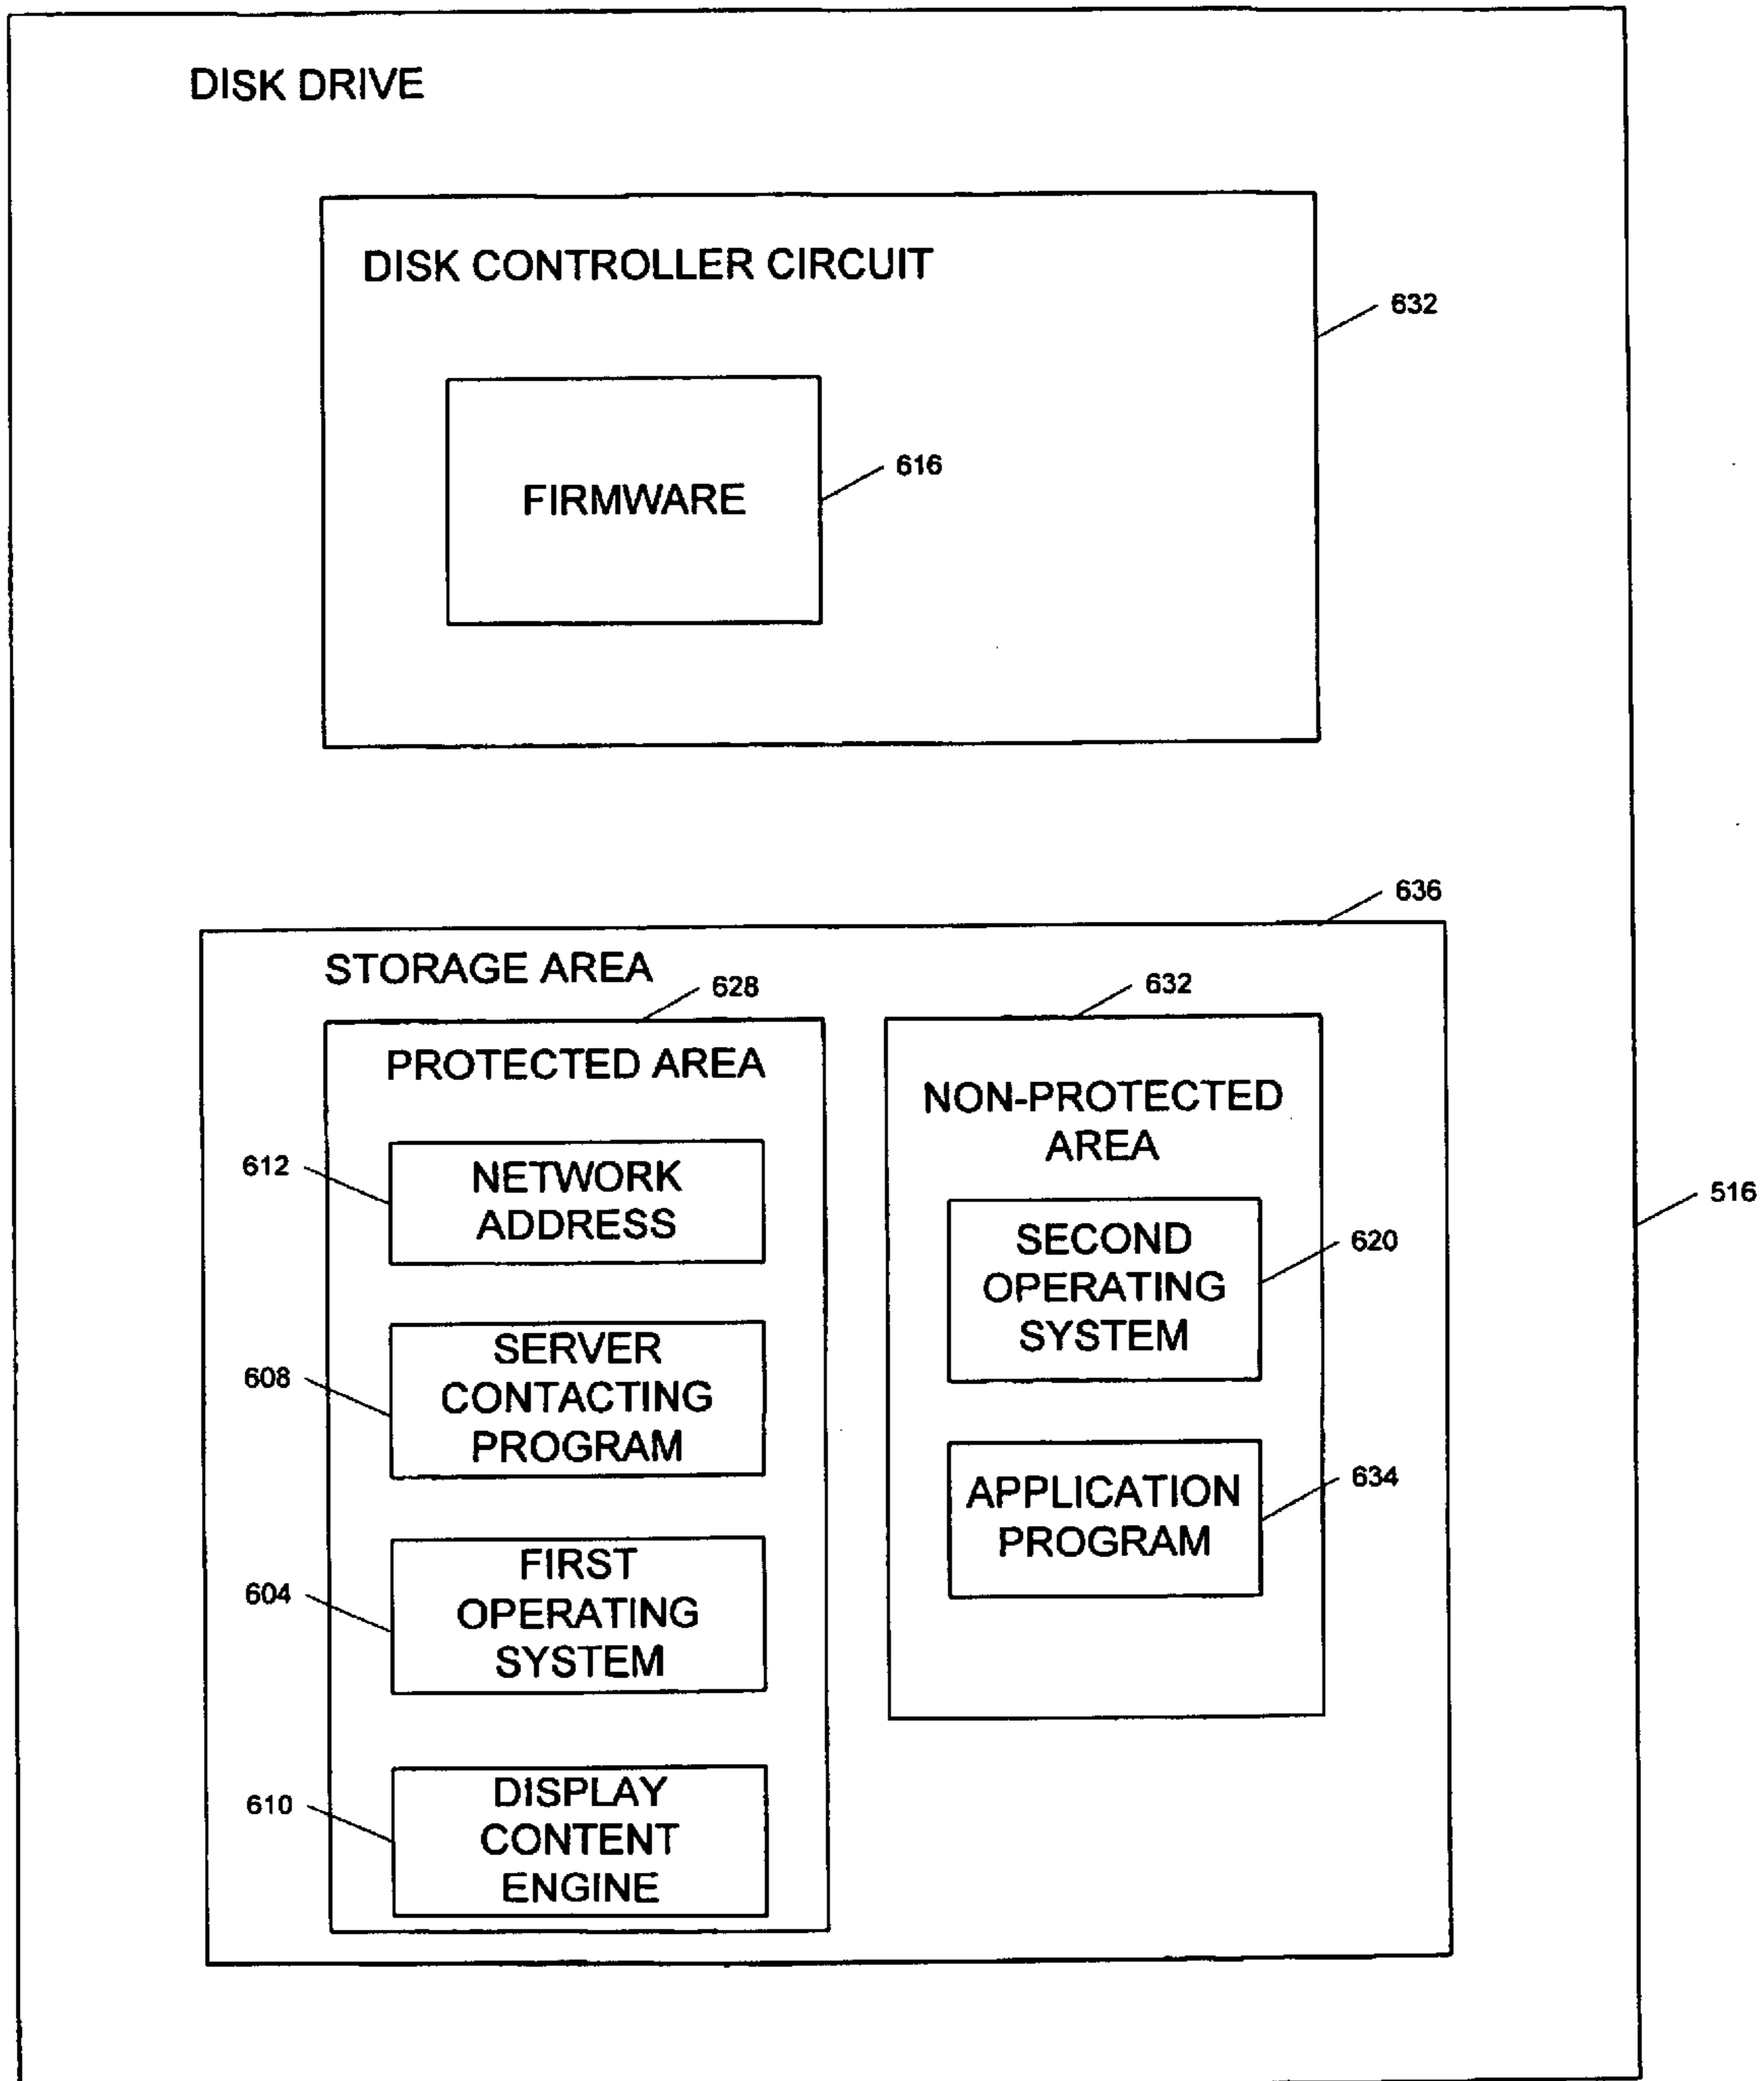 DISK DRIVE
DISK CONTROLLER CIRCUIT
632
FIRMWARE
616
636
STORAGE AREA
628
632
PROTECTED AREA
NON-PROTECTED
AREA
612
NETWORK
ADDRESS
516
SECOND
OPERATING
SYSTEM
620
608
SERVER
CONTACTING
PROGRAM
APPLICATION
PROGRAM
634
604
FIRST
OPERATING
SYSTEM
610
DISPLAY
CONTENT
ENGINE